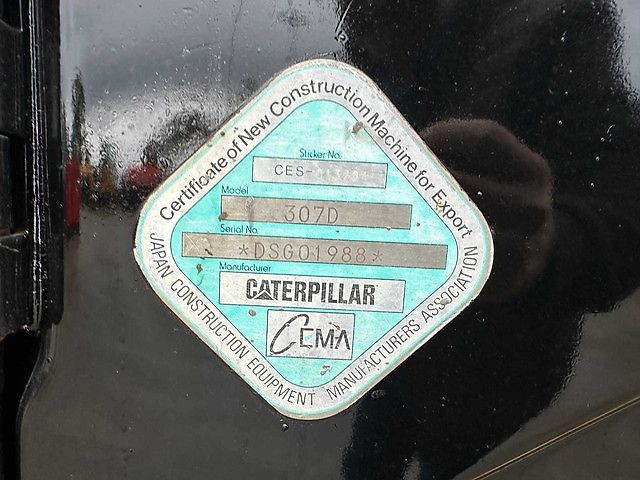 Certificate of New Construction Machine for Export
Sticker No.
CES-
Model
307D
Serial No.
*DSG01988*
Manufacturer
CATERPILLAR
CEMA
JAPAN CONSTRUCTION EQUIPMENT MANUFACTURERS ASSOCIATION